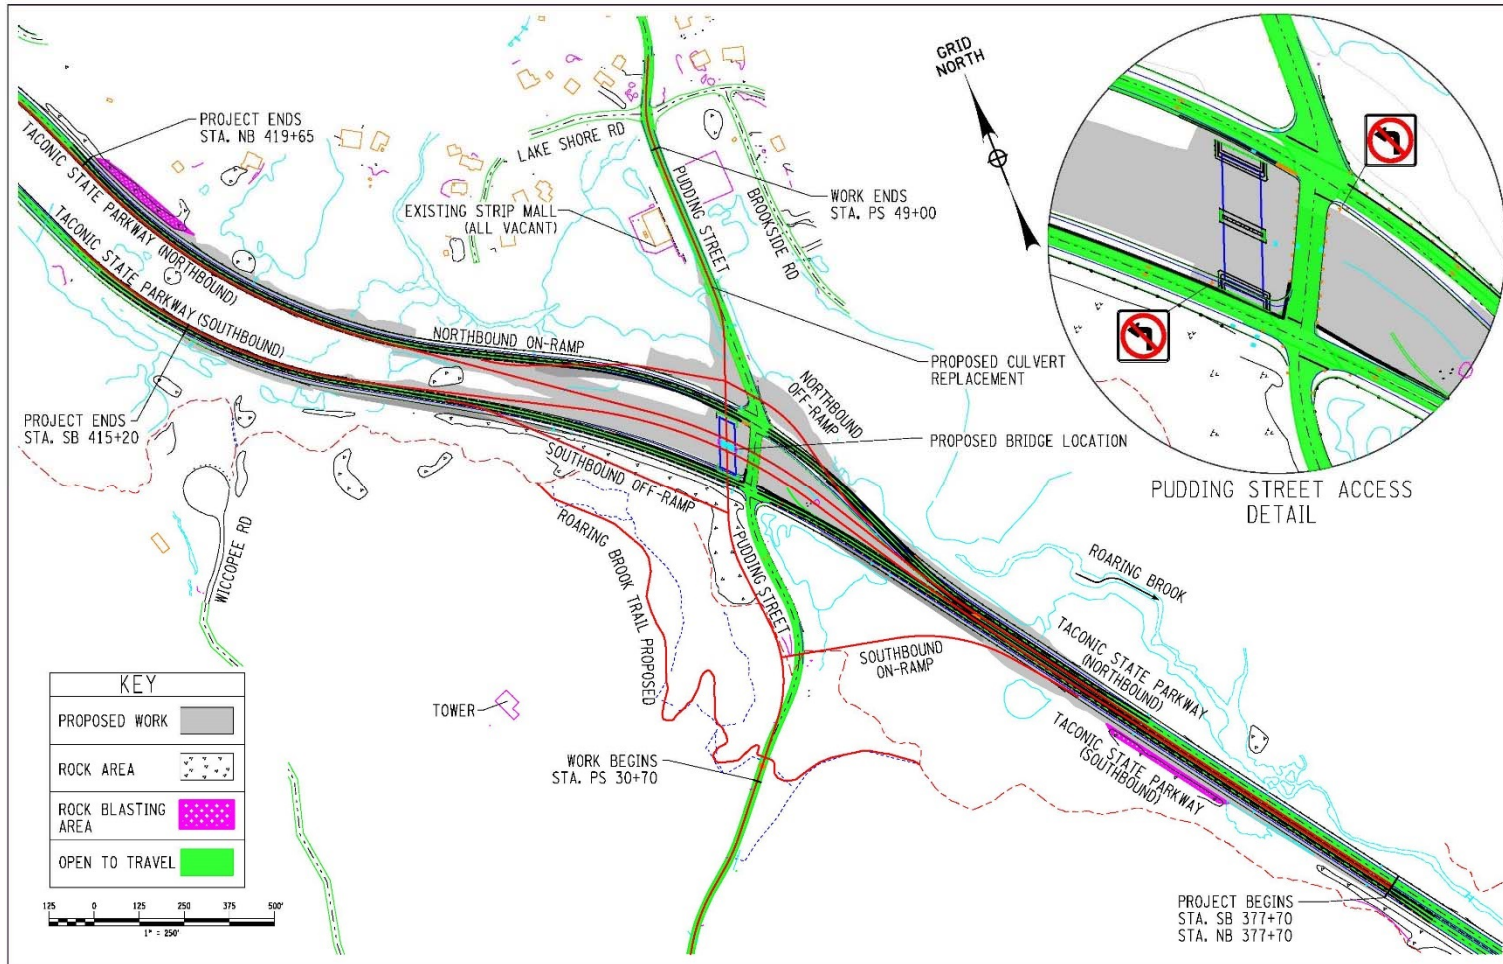 GRID
NORTH
PROJECT ENDS
STA. NB 419+65
LAKE SHORE RD
TACONIC STATE PARKWAY (NORTHBOUND)
TACONIC STATE PARKWAY (SOUTHBOUND)
EXISTING STRIP MALL
(ALL VACANT)
PUDDING STREET
BROOKSIDE RD
WORK ENDS
STA. PS 49+00
NORTHBOUND ON-RAMP
PROPOSED CULVERT
REPLACEMENT
NORTHBOUND
OFF-RAMP
PROJECT ENDS
STA. SB 415+20
PROPOSED BRIDGE LOCATION
SOUTHBOUND OFF-RAMP
PUDDING STREET ACCESS
DETAIL
WICCOPEE RD
ROARING BROOK TRAIL PROPOSED
PUDDING STREET
ROARING BROOK
SOUTHBOUND
ON-RAMP
TACONIC STATE PARKWAY
(NORTHBOUND)
TACONIC STATE PARKWAY
(SOUTHBOUND)
TOWER
WORK BEGINS
STA. PS 30+70
KEY
PROPOSED WORK
ROCK AREA
ROCK BLASTING
AREA
OPEN TO TRAVEL
125 0 125 250 375 500'
1" = 250'
PROJECT BEGINS
STA. SB 377+70
STA. NB 377+70